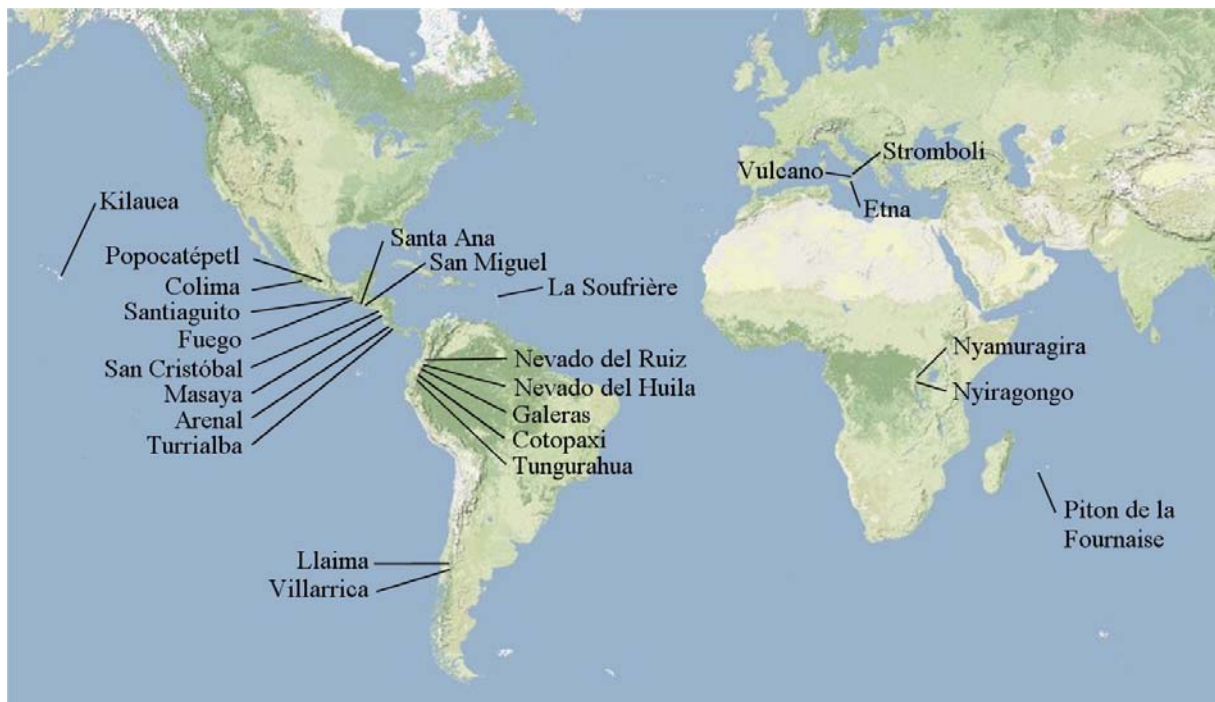 Kilauea
Popocatépetl
Colima
Santiaguito
Fuego
San Cristóbal
Masaya
Arenal
Turrialba
Santa Ana
San Miguel
La Soufrière
Nevado del Ruiz
Nevado del Huila
Galeras
Cotopaxi
Tungurahua
Llaima
Villarrica
Stromboli
Vulcano
Etna
Nyamuragira
Nyiragongo
Piton de la
Fournaise